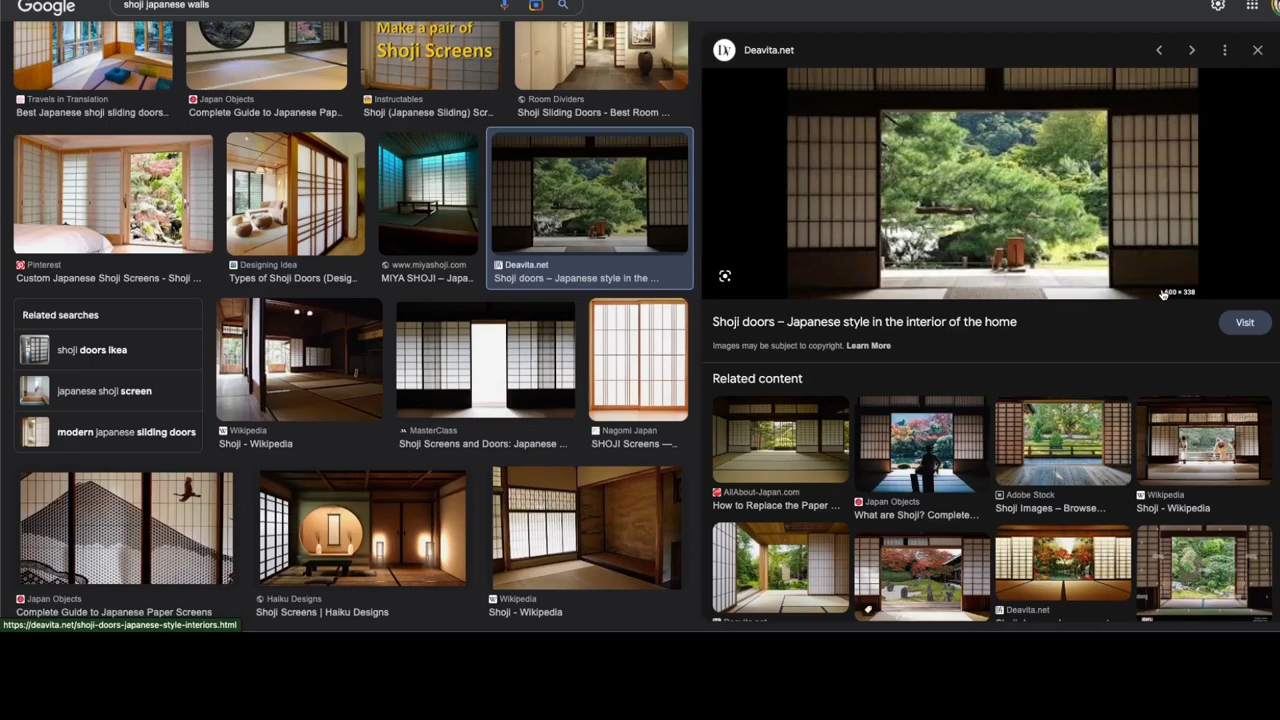 Google
shoji japanese walls
Make a pair of
Shoji Screens
Travels in Translation
Best Japanese shoji sliding doors...
Japan Objects
Complete Guide to Japanese Pap...
Instructables
Shoji (Japanese Sliding) Scr...
Room Dividers
Shoji Sliding Doors - Best Room ...
Pinterest
Custom Japanese Shoji Screens - Shoji ...
Designing Idea
Types of Shoji Doors (Desig...
www.miyashoji.com
MIYA SHOJI – Japa...
Deavita.net
Shoji doors – Japanese style in the ...
Related searches
shoji doors ikea
japanese shoji screen
modern japanese sliding doors
Wikipedia
Shoji - Wikipedia
MasterClass
Shoji Screens and Doors: Japanese ...
Nagomi Japan
SHOJI Screens —...
Japan Objects
Complete Guide to Japanese Paper Screens
Haiku Designs
Shoji Screens | Haiku Designs
Wikipedia
Shoji - Wikipedia
https://deavita.net/shoji-doors-japanese-style-interiors.html
Deavita.net
600 × 338
Shoji doors – Japanese style in the interior of the home
Visit
Images may be subject to copyright. Learn More
Related content
AllAbout-Japan.com
How to Replace the Paper ...
Japan Objects
What are Shoji? Complete...
Adobe Stock
Shoji Images – Browse...
Wikipedia
Shoji - Wikipedia
Deavita.net